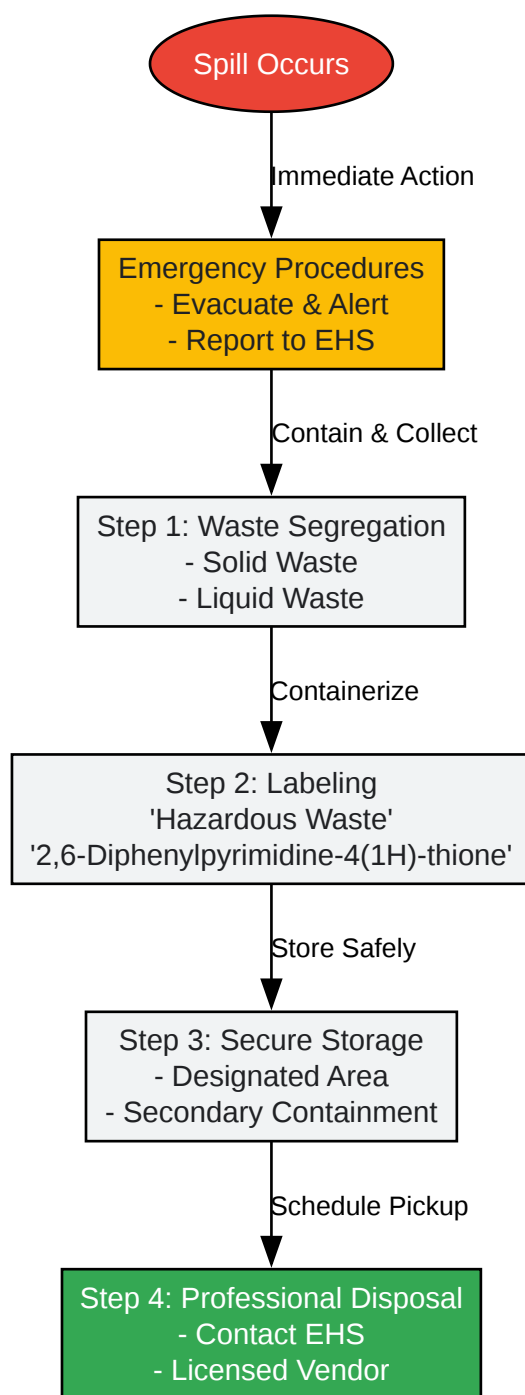 Spill Occurs
Immediate Action
Emergency Procedures
- Evacuate & Alert
- Report to EHS
Contain & Collect
Step 1: Waste Segregation
- Solid Waste
- Liquid Waste
Containerize
Step 2: Labeling
'Hazardous Waste'
'2,6-Diphenylpyrimidine-4(1H)-thione'
Store Safely
Step 3: Secure Storage
- Designated Area
- Secondary Containment
Schedule Pickup
Step 4: Professional Disposal
- Contact EHS
- Licensed Vendor